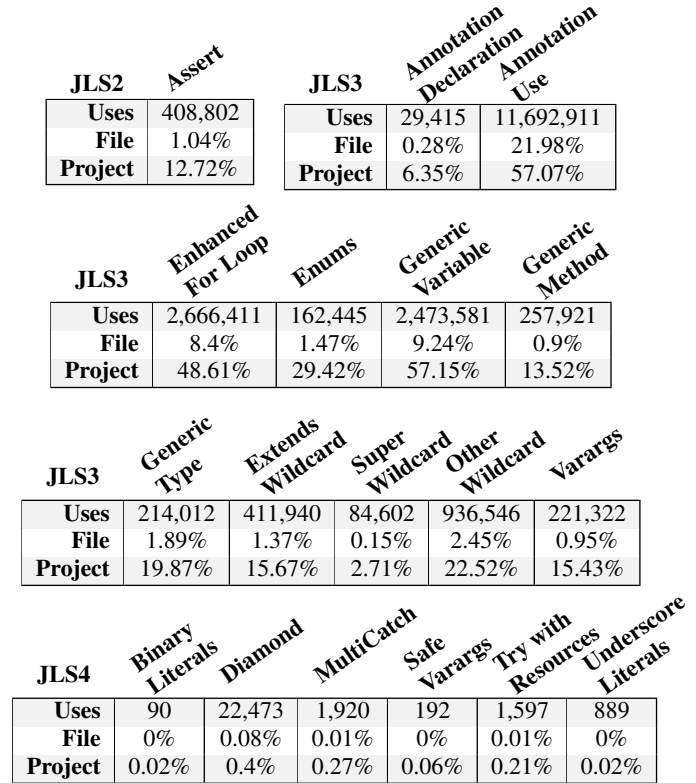 JLS2 Assert
Uses 408,802
File 1.04%
Project 12.72%
JLS3 Annotation Declaration Annotation Use
Uses 29,415 11,692,911
File 0.28% 21.98%
Project 6.35% 57.07%
JLS3 Enhanced For Loop Enums Generic Variable Generic Method
Uses 2,666,411 162,445 2,473,581 257,921
File 8.4% 1.47% 9.24% 0.9%
Project 48.61% 29.42% 57.15% 13.52%
JLS3 Generic Type Extends Wildcard Super Wildcard Other Wildcard Varargs
Uses 214,012 411,940 84,602 936,546 221,322
File 1.89% 1.37% 0.15% 2.45% 0.95%
Project 19.87% 15.67% 2.71% 22.52% 15.43%
JLS4 Binary Literals Diamond MultiCatch Safe Varargs Try with Resources Underscore Literals
Uses 90 22,473 1,920 192 1,597 889
File 0% 0.08% 0.01% 0% 0.01% 0%
Project 0.02% 0.4% 0.27% 0.06% 0.21% 0.02%